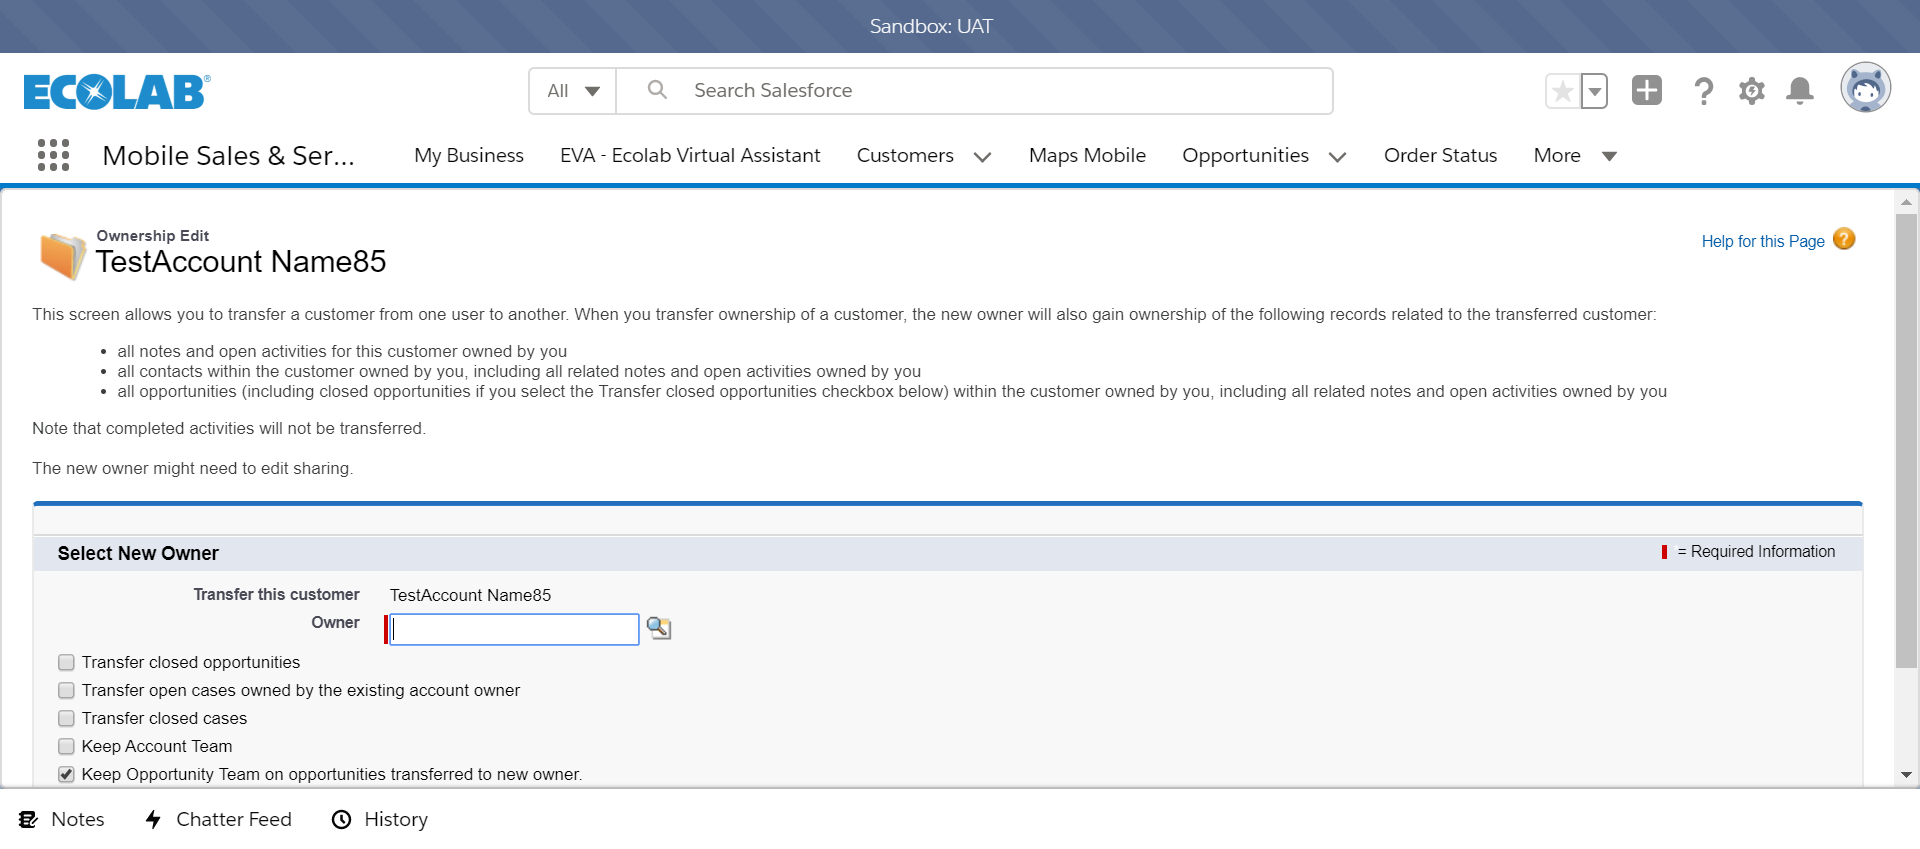 Sandbox: UAT
ECOLAB®
All
Search Salesforce
Mobile Sales & Ser...
My Business
EVA - Ecolab Virtual Assistant
Customers
Maps Mobile
Opportunities
Order Status
More
Ownership Edit
TestAccount Name85
Help for this Page
This screen allows you to transfer a customer from one user to another. When you transfer ownership of a customer, the new owner will also gain ownership of the following records related to the transferred customer:
• all notes and open activities for this customer owned by you
• all contacts within the customer owned by you, including all related notes and open activities owned by you
• all opportunities (including closed opportunities if you select the Transfer closed opportunities checkbox below) within the customer owned by you, including all related notes and open activities owned by you
Note that completed activities will not be transferred.
The new owner might need to edit sharing.
Select New Owner
= Required Information
Transfer this customer TestAccount Name85
Owner
Transfer closed opportunities
Transfer open cases owned by the existing account owner
Transfer closed cases
Keep Account Team
Keep Opportunity Team on opportunities transferred to new owner.
Notes
Chatter Feed
History